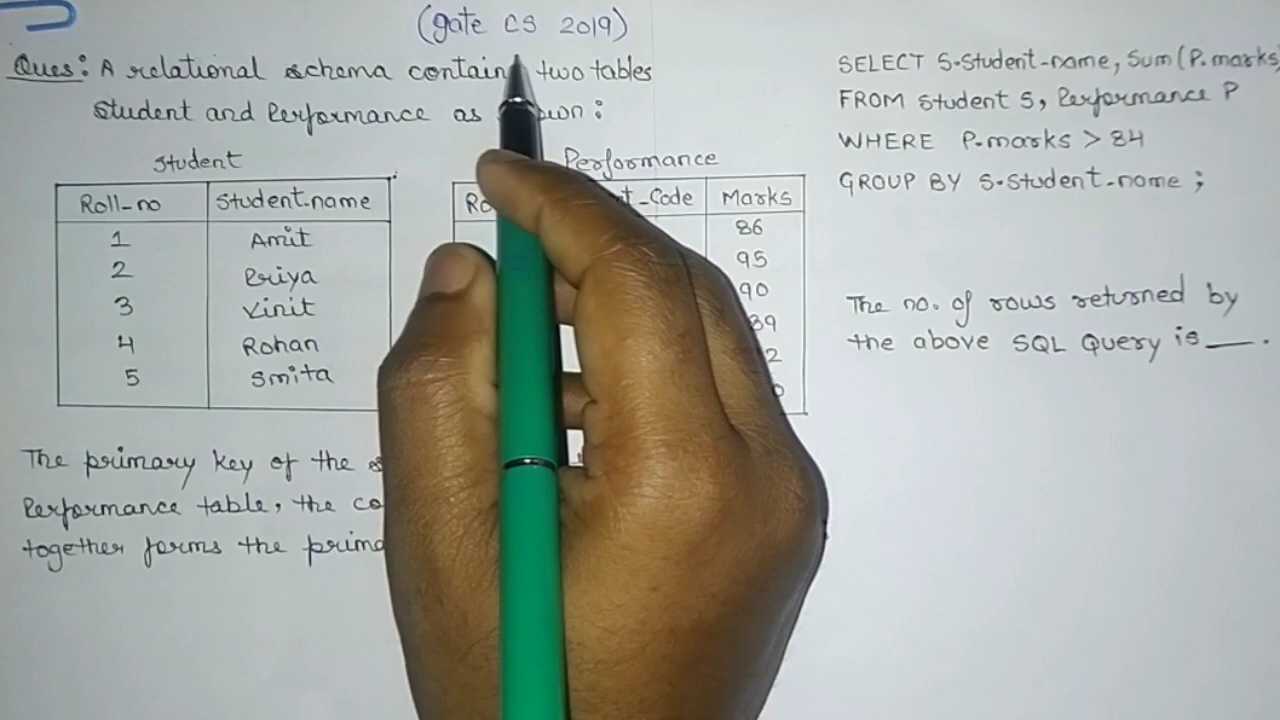 (gate CS 2019)
Ques: A relational schema contain two tables
Student and Performance as
Student
Roll-no Student-name
1 Amit
2 Priya
3 Vinit
4 Rohan
5 Smita
Performance
Code Marks
86
95
90
The primary key of the
Performance table, the
together forms the
SELECT S.Student-name, Sum(P.marks
FROM Student S, Performance P
WHERE P.marks > 84
GROUP BY S.Student-name;
The no. of rows returned by
the above SQL Query is __.